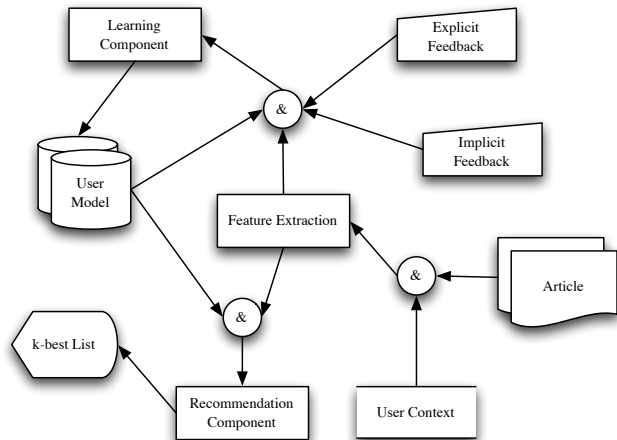 Learning
Component
Explicit
Feedback
&
Implicit
Feedback
User
Model
Feature Extraction
&
Article
&
k-best List
Recommendation
Component
User Context